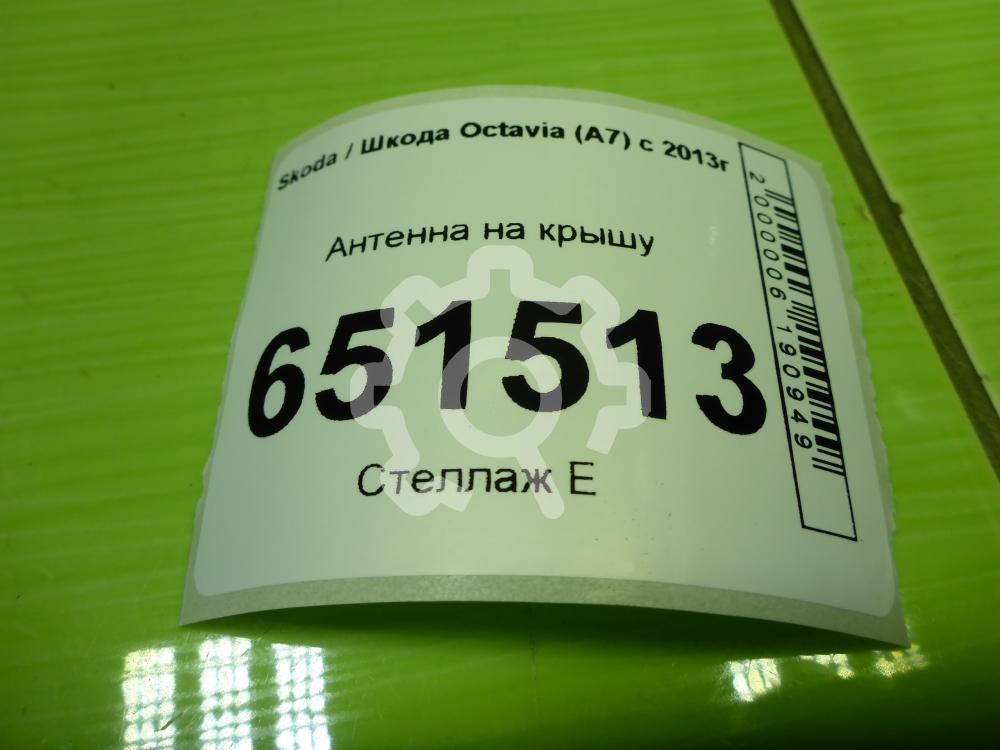 Skoda / Шкода Octavia (A7) с 2013г
Антенна на крышу
651513
Стеллаж Е
2000006190949